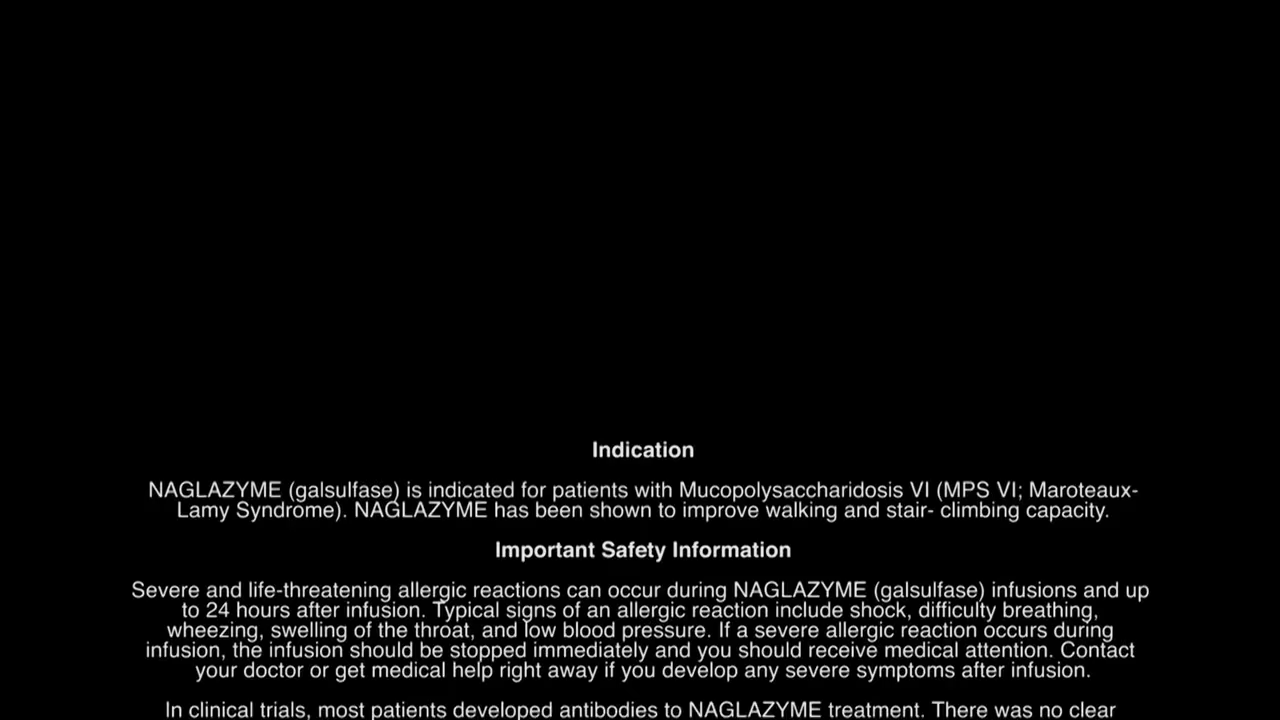 Indication
NAGLAZYME (galsulfase) is indicated for patients with Mucopolysaccharidosis VI (MPS VI; Maroteaux-
Lamy Syndrome). NAGLAZYME has been shown to improve walking and stair- climbing capacity.
Important Safety Information
Severe and life-threatening allergic reactions can occur during NAGLAZYME (galsulfase) infusions and up
to 24 hours after infusion. Typical signs of an allergic reaction include shock, difficulty breathing,
wheezing, swelling of the throat, and low blood pressure. If a severe allergic reaction occurs during
infusion, the infusion should be stopped immediately and you should receive medical attention. Contact
your doctor or get medical help right away if you develop any severe symptoms after infusion.
In clinical trials, most patients developed antibodies to NAGLAZYME treatment. There was no clear